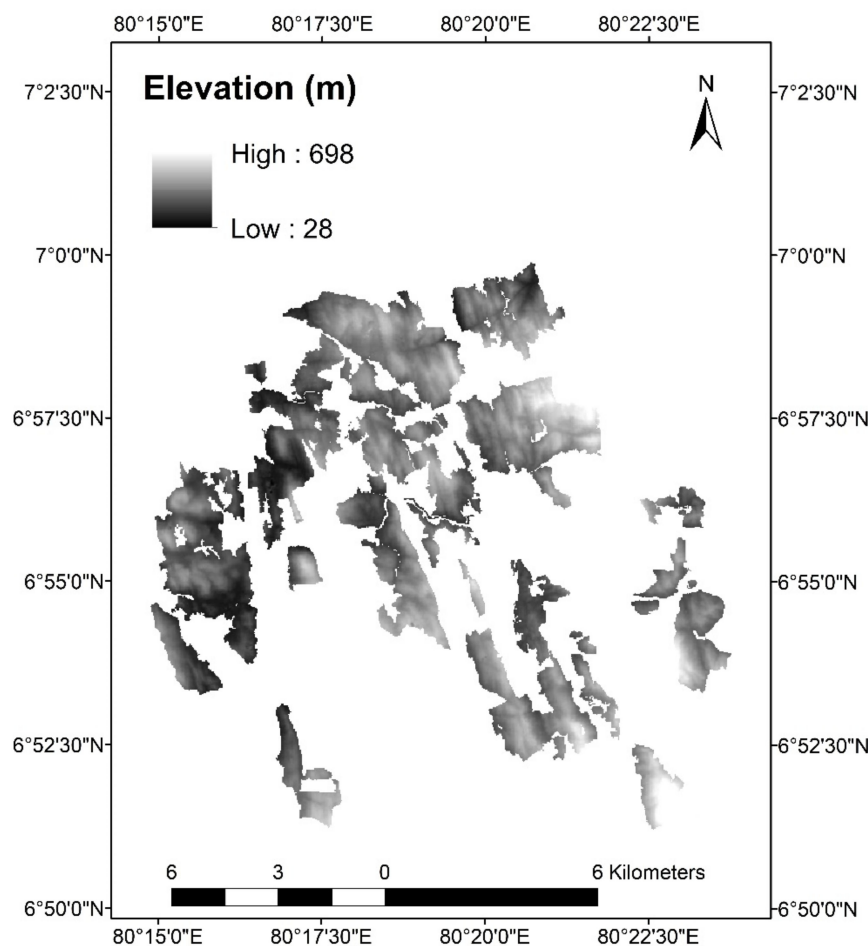 80°15'0"E 80°17'30"E 80°20'0"E 80°22'30"E
7°2'30"N 7°2'30"N
Elevation (m)
N
High : 698
Low : 28
7°0'0"N 7°0'0"N
6°57'30"N 6°57'30"N
6°55'0"N 6°55'0"N
6°52'30"N 6°52'30"N
6 3 0 6 Kilometers
6°50'0"N 6°50'0"N
80°15'0"E 80°17'30"E 80°20'0"E 80°22'30"E